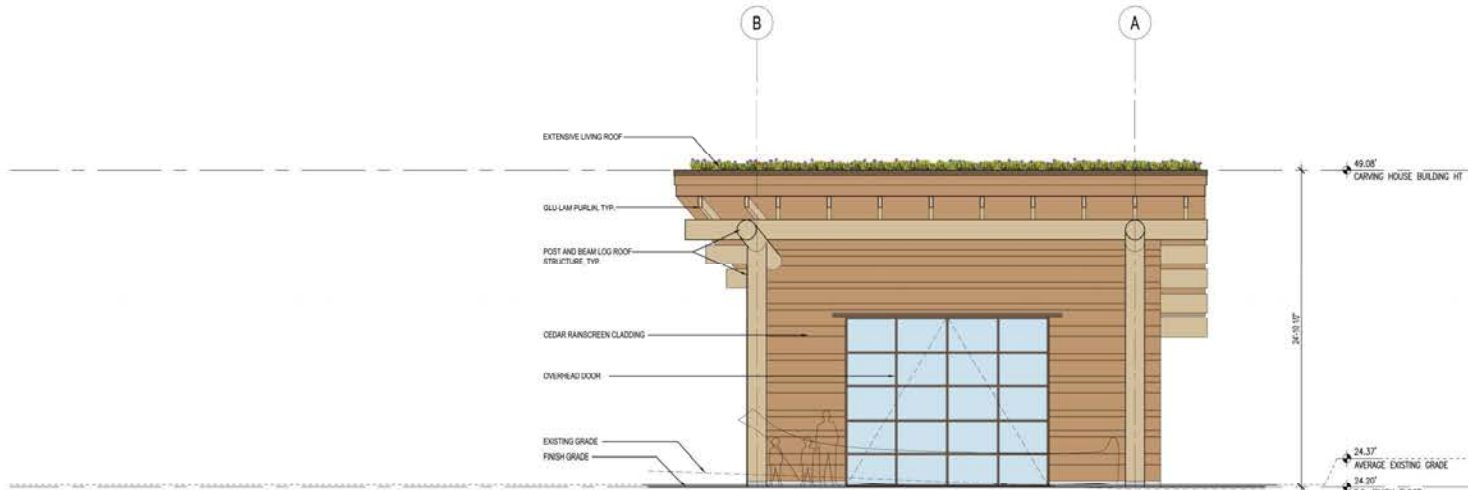 B
A
EXTENSIVE LIVING ROOF
49.08'
CARVING HOUSE BUILDING HT
GLU-LAM PURLIN, TYP.
POST AND BEAM LOG ROOF
STRUCTURE, TYP.
CEDAR RAINSCREEN CLADDING
24'-10 1/2"
OVERHEAD DOOR
EXISTING GRADE
FINISH GRADE
24.37'
AVERAGE EXISTING GRADE
24.20'